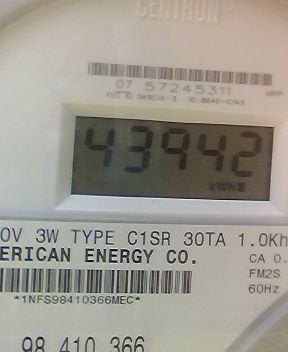 CENTRON®
07 57245311
43942
kWh
0V 3W TYPE C1SR 30TA 1.0Kh
ERICAN ENERGY CO.
CA 0.
FM2S
*1NFS98410366MEC*
60Hz
98 410 366